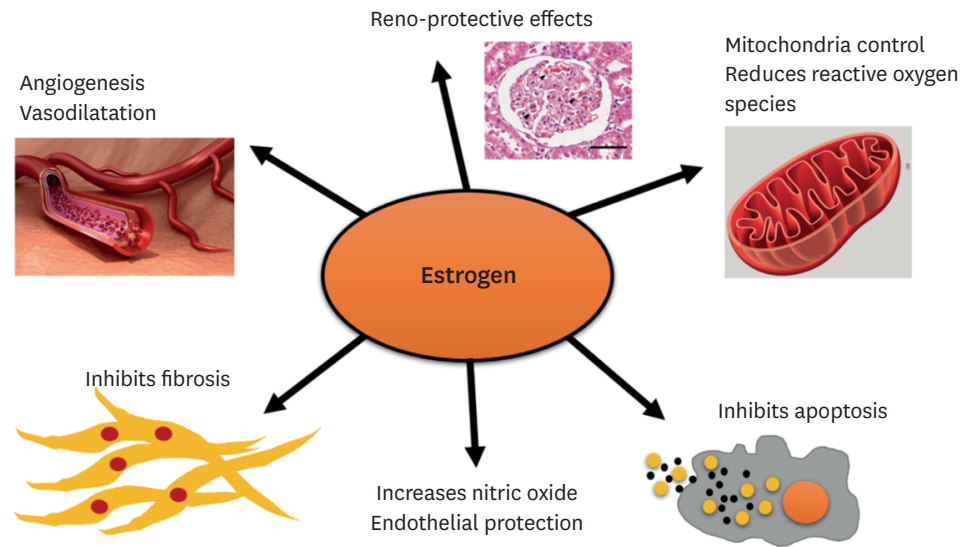 Reno-protective effects
Mitochondria control
Reduces reactive oxygen
species
Angiogenesis
Vasodilatation
Estrogen
Inhibits fibrosis
Inhibits apoptosis
Increases nitric oxide
Endothelial protection